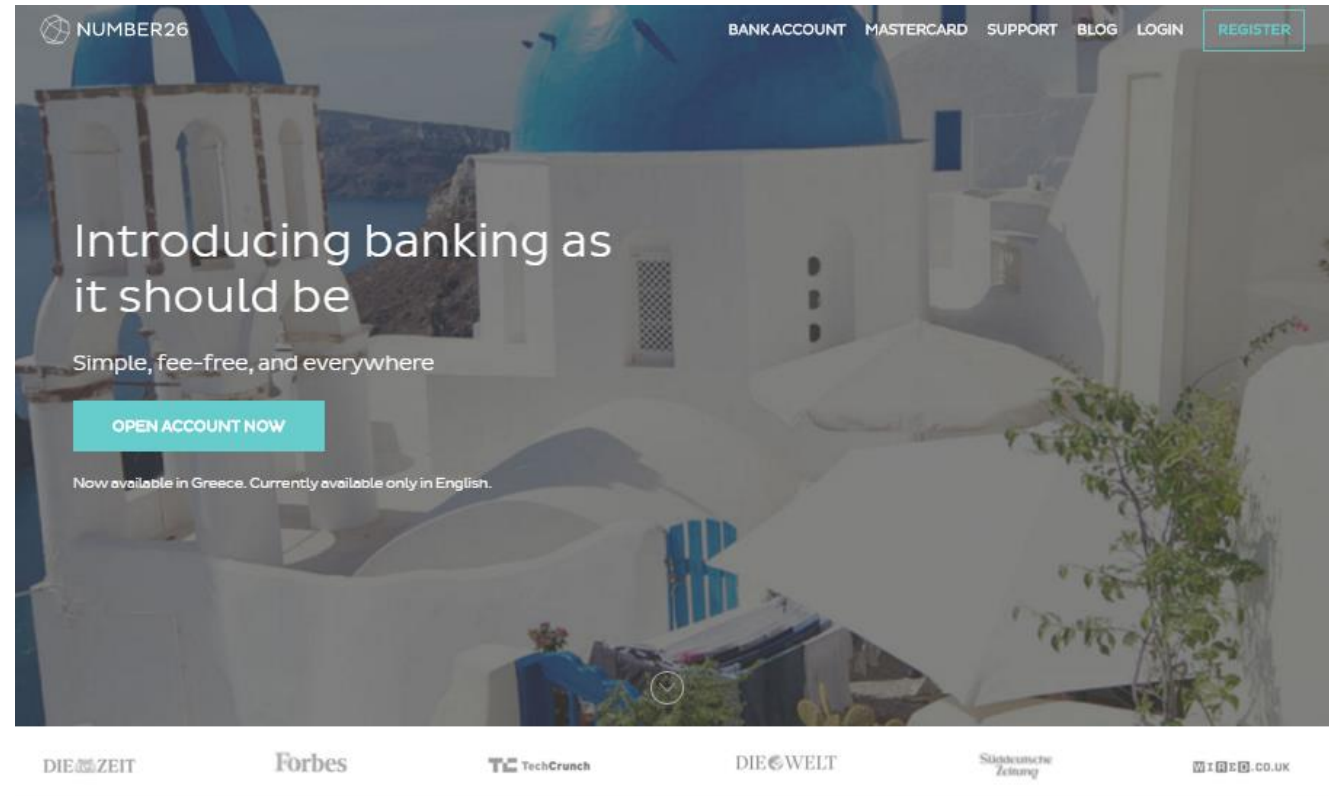 NUMBER26
BANK ACCOUNT MASTERCARD SUPPORT BLOG LOGIN REGISTER
Introducing banking as
it should be
Simple, fee-free, and everywhere
OPEN ACCOUNT NOW
Now available in Greece. Currently available only in English.
DIE ZEIT Forbes TC TechCrunch DIE WELT Süddeutsche
Zeitung WIRED.CO.UK